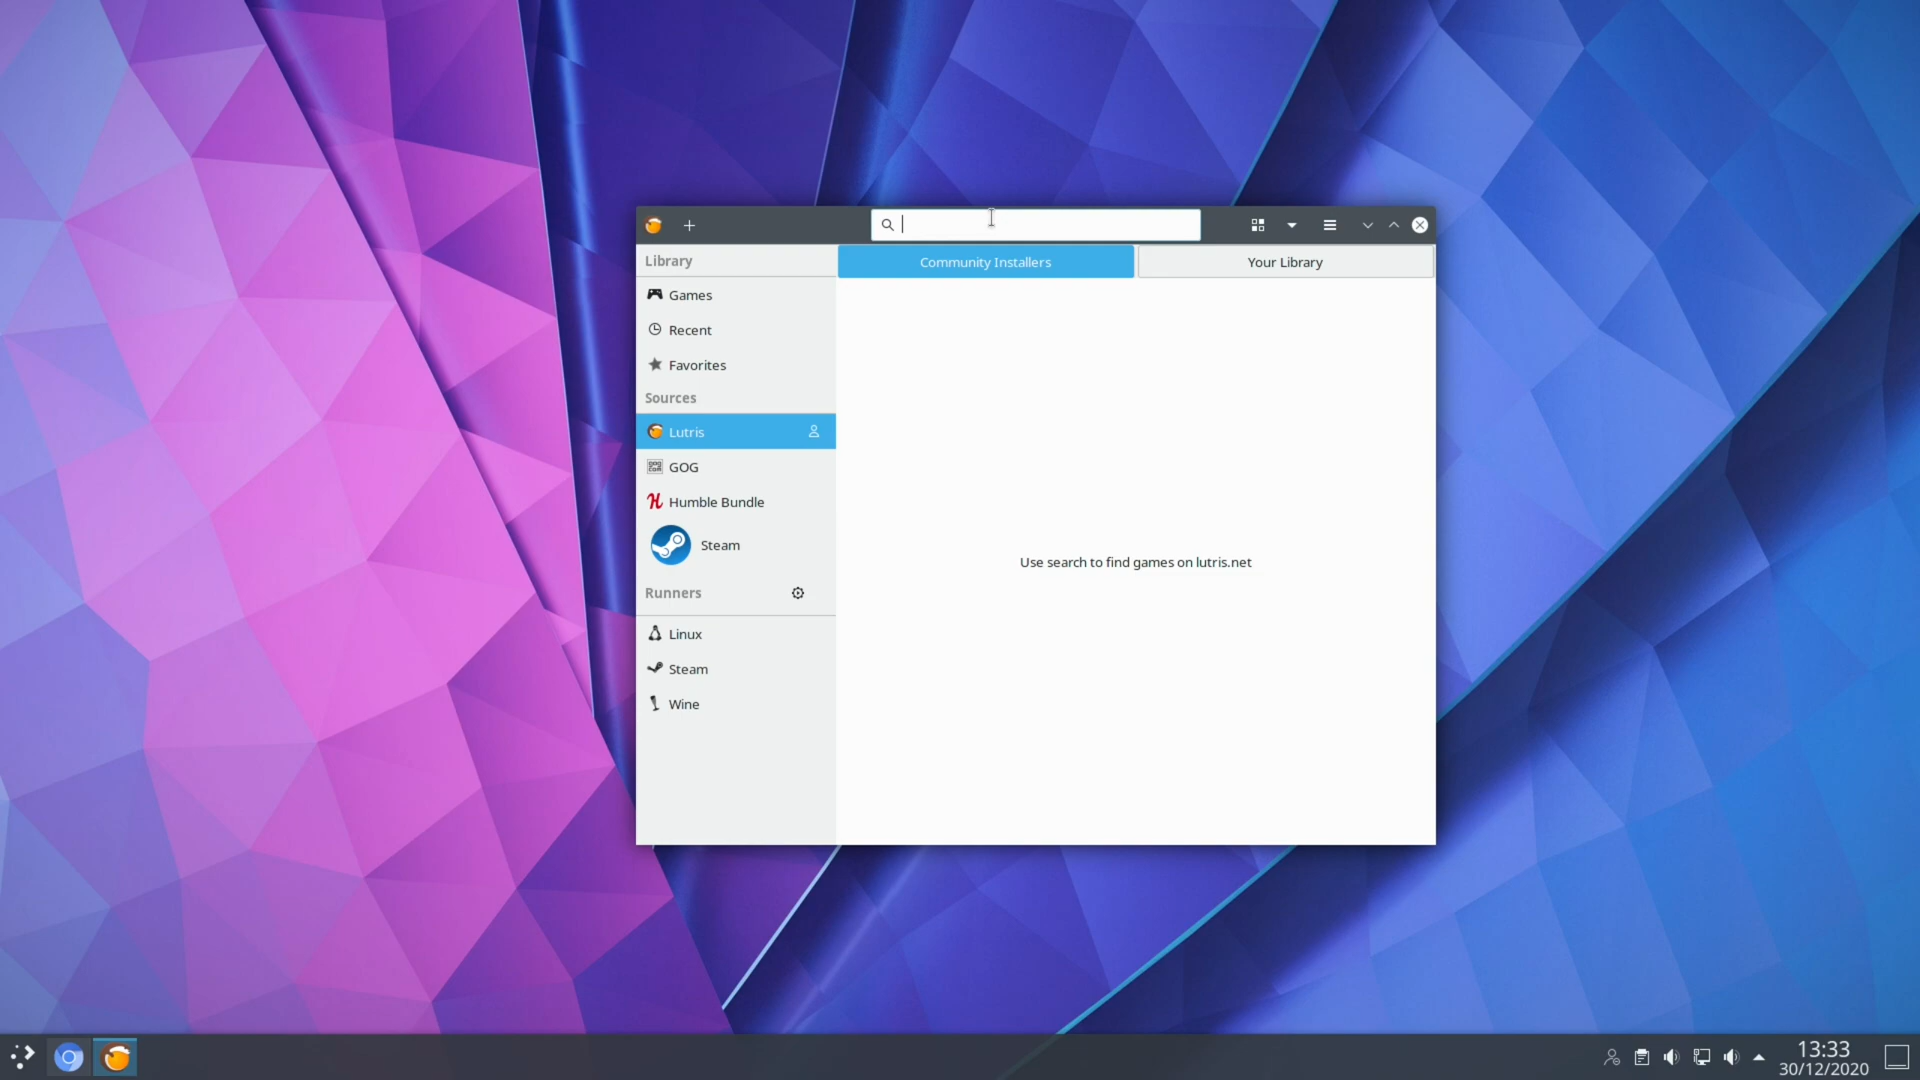 Library
Community Installers
Your Library
Games
Recent
Favorites
Sources
Lutris
GOG
Humble Bundle
Steam
Use search to find games on lutris.net
Runners
Linux
Steam
Wine
13:33
30/12/2020